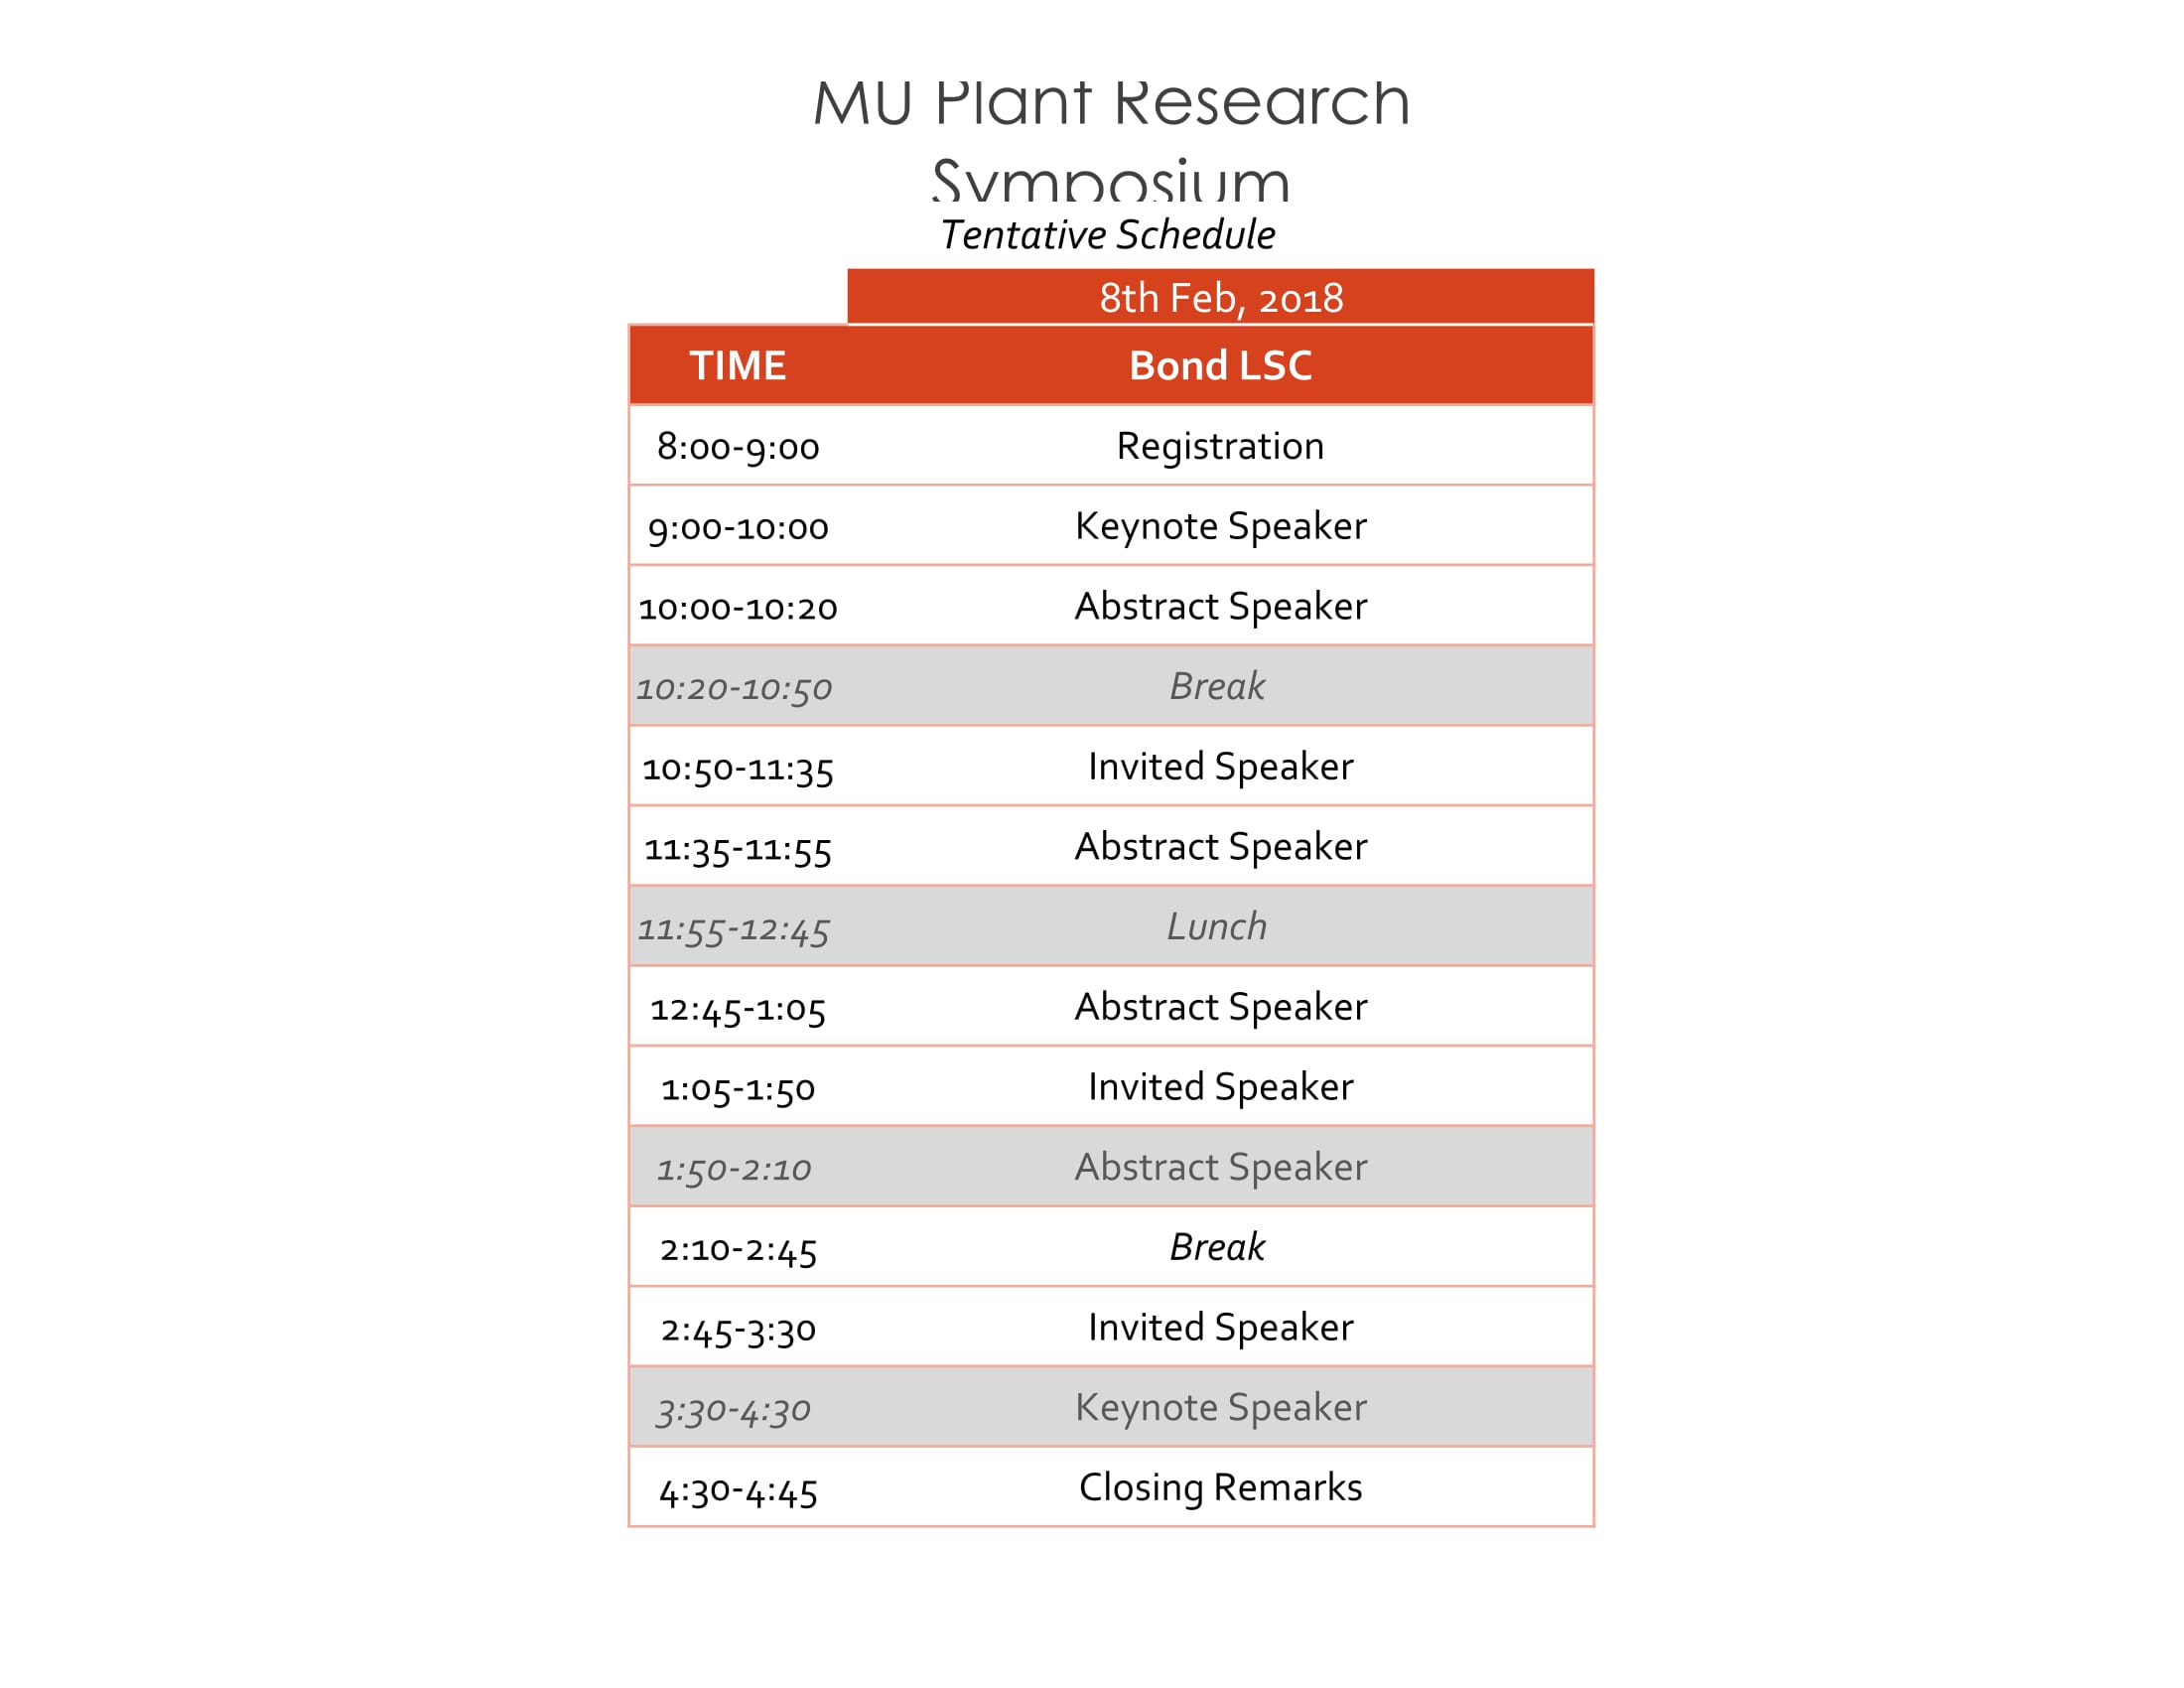 MU Plant Research
Symposium
Tentative Schedule
8th Feb, 2018
TIME Bond LSC
8:00-9:00 Registration
9:00-10:00 Keynote Speaker
10:00-10:20 Abstract Speaker
10:20-10:50 Break
10:50-11:35 Invited Speaker
11:35-11:55 Abstract Speaker
11:55-12:45 Lunch
12:45-1:05 Abstract Speaker
1:05-1:50 Invited Speaker
1:50-2:10 Abstract Speaker
2:10-2:45 Break
2:45-3:30 Invited Speaker
3:30-4:30 Keynote Speaker
4:30-4:45 Closing Remarks